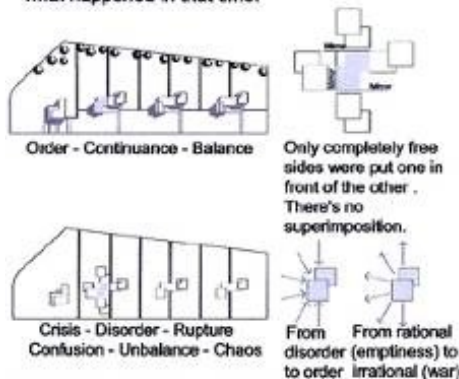 what happened in that time.
Order - Continuance - Balance
Mirror
Mirror
Only completely free
sides were put one in
front of the other .
There's no
superimposition.
Crisis - Disorder - Rupture
Confusion - Unbalance - Chaos
From
disorder
to order
From rational
(emptiness) to
irrational (war)